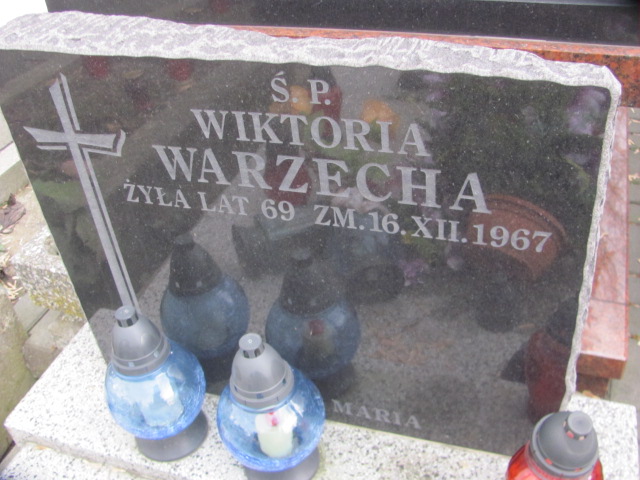 Ś. P.
WIKTORIA
WARZECHA
ŻYŁA LAT 69 ZM. 16. XII. 1967
MARIA